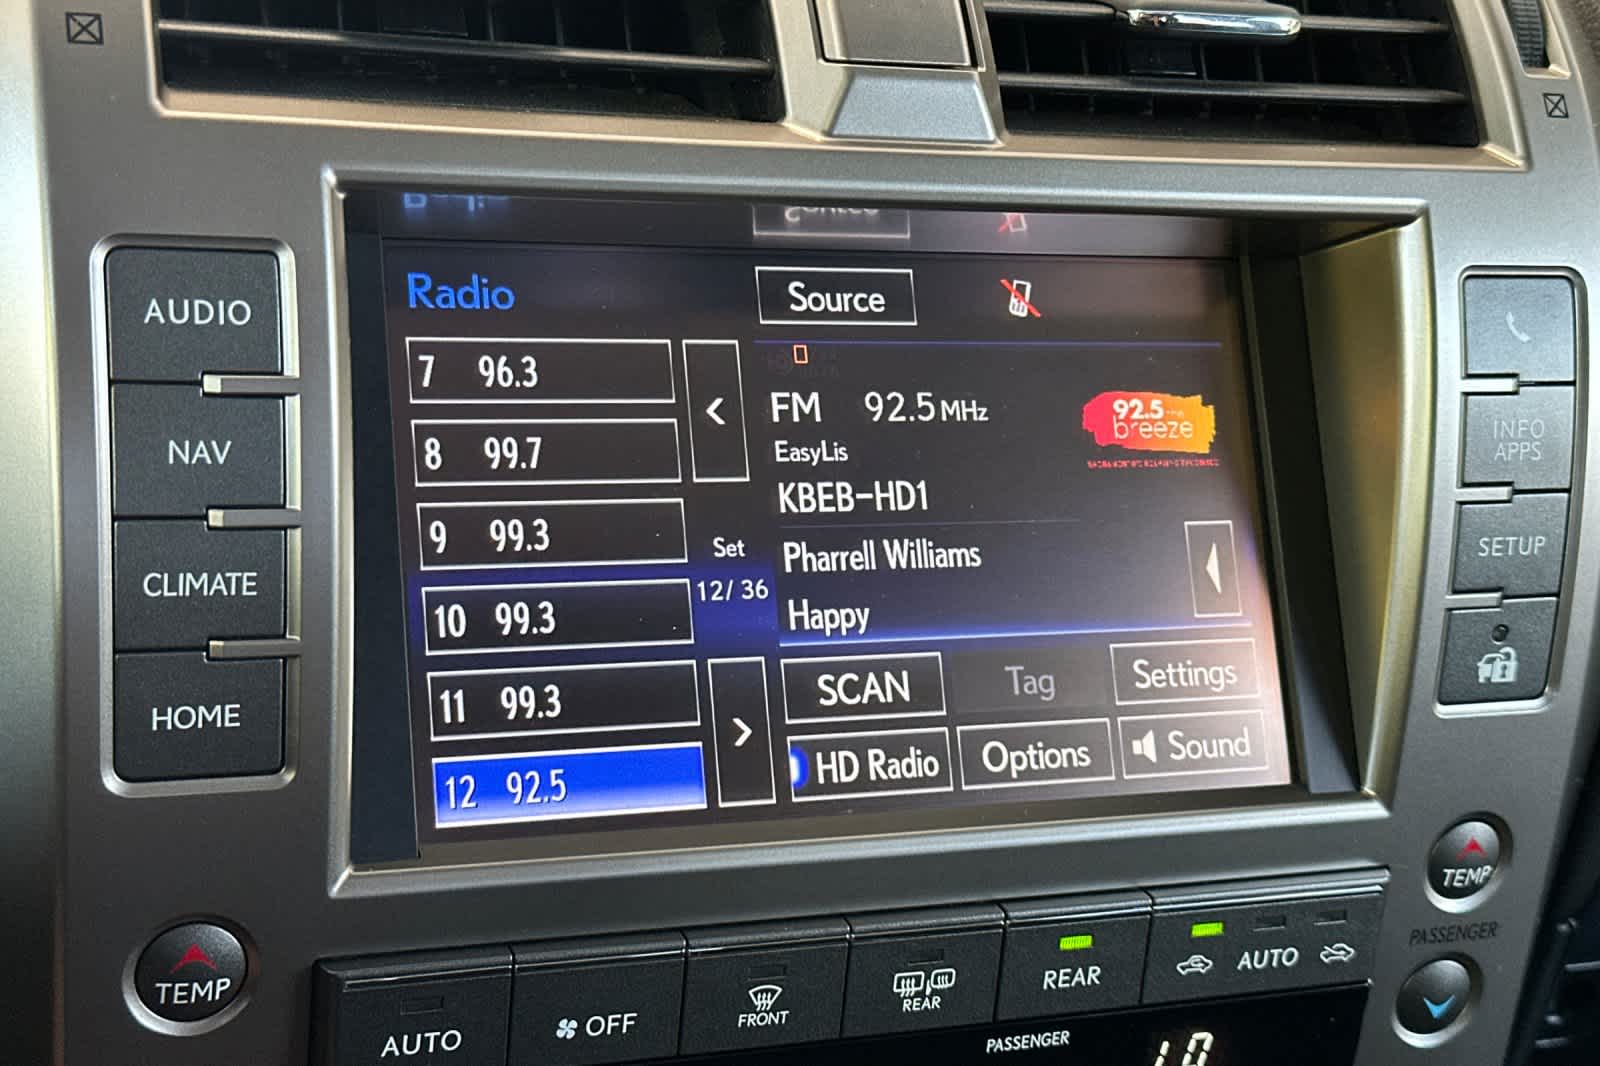 Radio
Source
7 96.3
8 99.7
9 99.3
10 99.3
11 99.3
12 92.5
Set
12/ 36
FM 92.5 MHz
EasyLis
KBEB-HD1
Pharrell Williams
Happy
92.5
breeze
SCAN
Tag
Settings
HD Radio
Options
Sound
AUDIO
NAV
CLIMATE
HOME
INFO
APPS
SETUP
TEMP
TEMP
PASSENGER
AUTO
OFF
FRONT
REAR
REAR
AUTO
PASSENGER